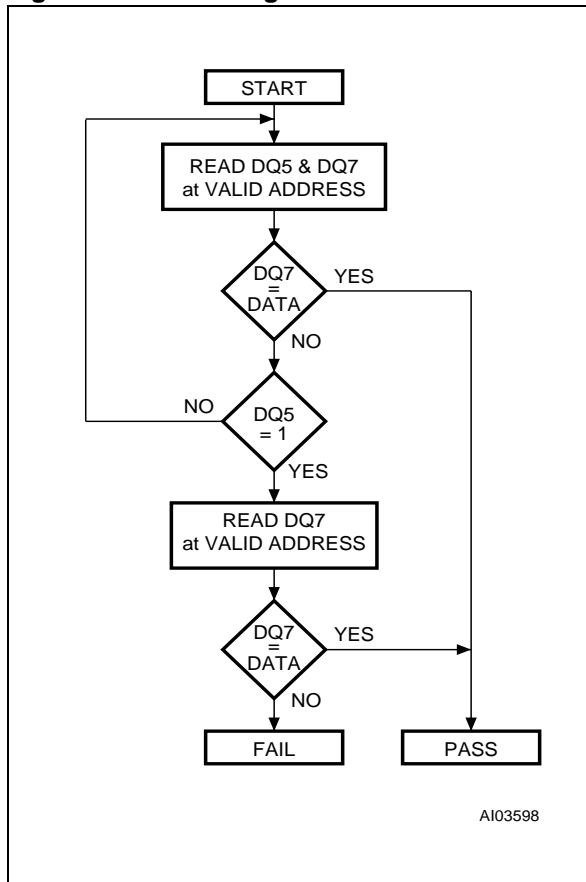 START
READ DQ5 & DQ7
at VALID ADDRESS
DQ7
=
DATA
YES
NO
DQ5
= 1
NO
YES
READ DQ7
at VALID ADDRESS
DQ7
=
DATA
YES
NO
FAIL
PASS
AI03598